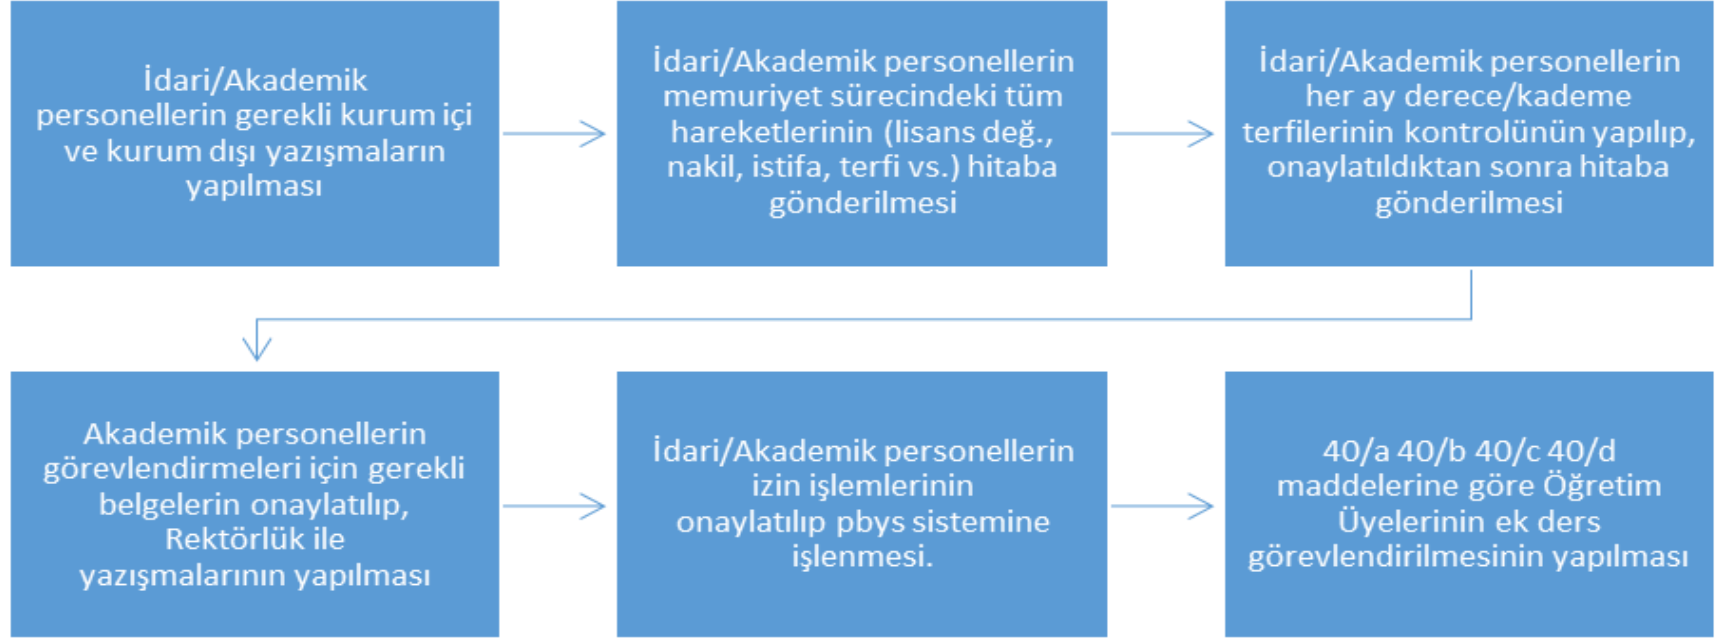 İdari/Akademik
personellerin gerekli kurum içi
ve kurum dışı yazışmaların
yapılması
İdari/Akademik personellerin
memuriyet sürecindeki tüm
hareketlerinin (lisans değ.,
nakil, istifa, terfi vs.) hitaba
gönderilmesi
İdari/Akademik personellerin
her ay derece/kademe
terfilerinin kontrolünün yapılıp,
onaylatıldıktan sonra hitaba
gönderilmesi
Akademik personellerin
görevlendirmeleri için gerekli
belgelerin onaylatılıp,
Rektörlük ile
yazışmalarının yapılması
İdari/Akademik personellerin
izin işlemlerinin
onaylatılıp pbys sistemine
işlenmesi.
40/a 40/b 40/c 40/d
maddelerine göre Öğretim
Üyelerinin ek ders
görevlendirilmesinin yapılması